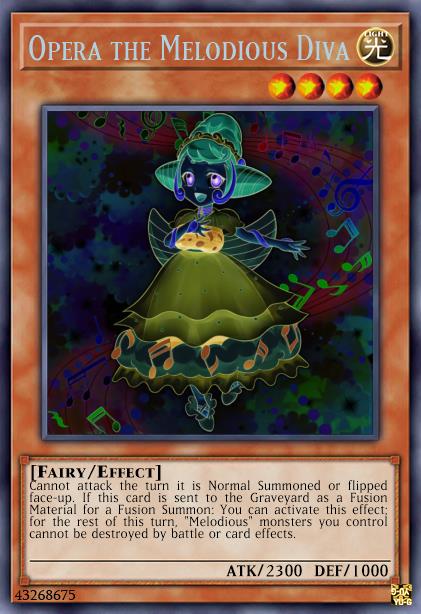 OPERA THE MELODIOUS DIVA
LIGHT
光
[FAIRY/EFFECT]
Cannot attack the turn it is Normal Summoned or flipped
face-up. If this card is sent to the Graveyard as a Fusion
Material for a Fusion Summon: You can activate this effect;
for the rest of this turn, "Melodious" monsters you control
cannot be destroyed by battle or card effects.
ATK/2300 DEF/1000
43268675